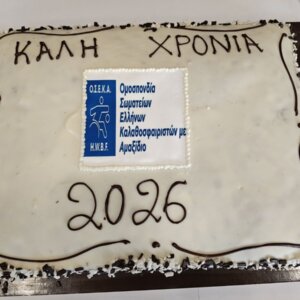 ΚΑΛΗ ΧΡΟΝΙΑ
Ο.Σ.Ε.Κ.Α.
H.W.B.F.
Ομοσπονδία
Σωματείων
Ελλήνων
Καλαθοσφαιριστών με
Αμαξίδιο
2026